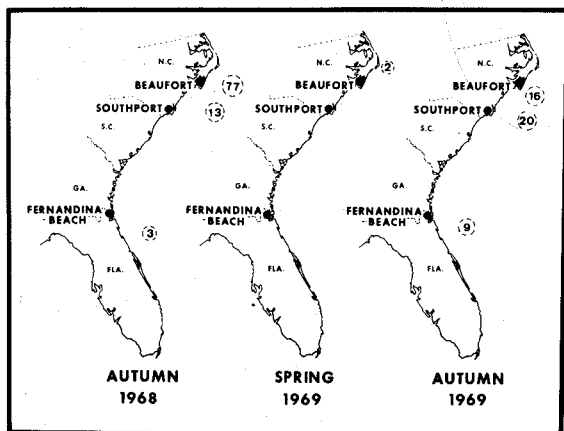 N.C.
BEAUFORT
77
SOUTHPORT
13
S.C.
GA.
FERNANDINA
BEACH
3
FLA.
AUTUMN
1968
N.C.
2
BEAUFORT
SOUTHPORT
S.C.
GA.
FERNANDINA
BEACH
FLA.
SPRING
1969
N.C.
BEAUFORT
16
SOUTHPORT
20
S.C.
GA.
FERNANDINA
BEACH
9
FLA.
AUTUMN
1969